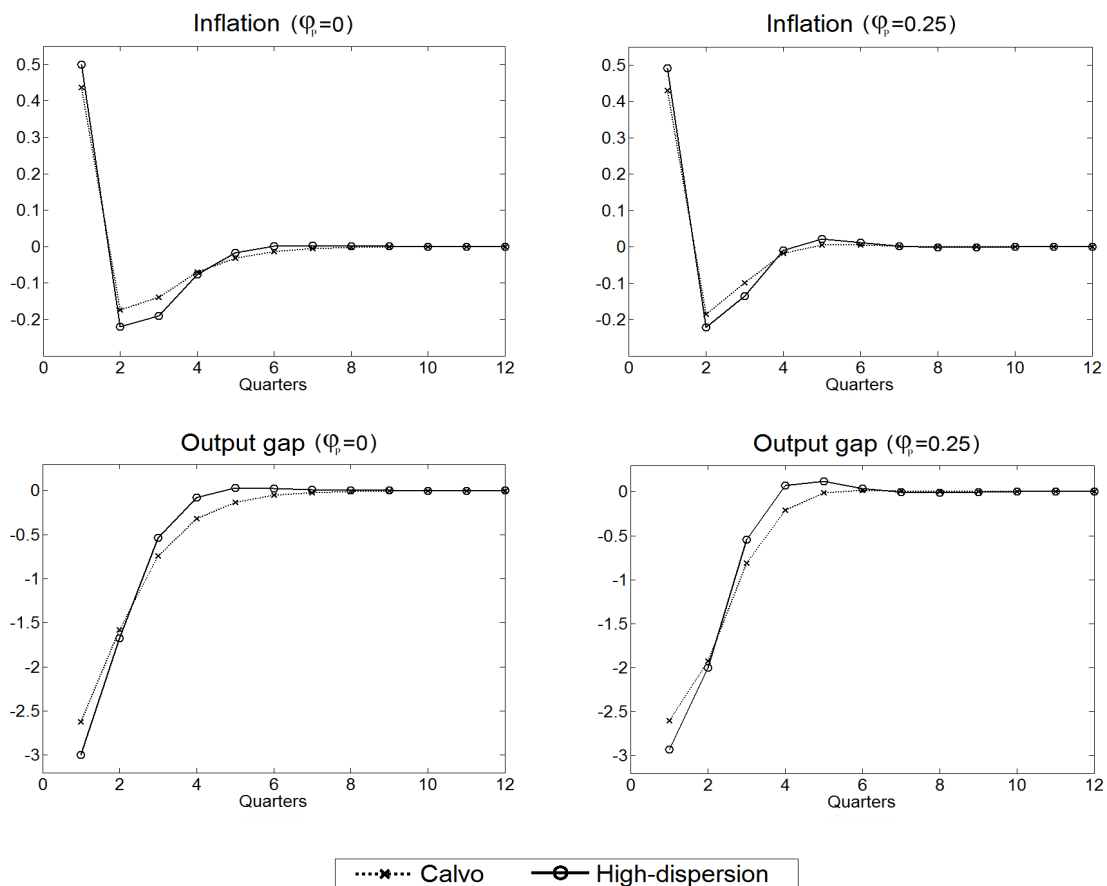 Inflation (φp=0)
0.5
0.4
0.3
0.2
0.1
0
-0.1
-0.2
0 2 4 6 8 10 12
Quarters
Inflation (φp=0.25)
0.5
0.4
0.3
0.2
0.1
0
-0.1
-0.2
0 2 4 6 8 10 12
Quarters
Output gap (φp=0)
0
-0.5
-1
-1.5
-2
-2.5
-3
0 2 4 6 8 10 12
Quarters
Output gap (φp=0.25)
0
-0.5
-1
-1.5
-2
-2.5
-3
0 2 4 6 8 10 12
Quarters
Calvo High-dispersion